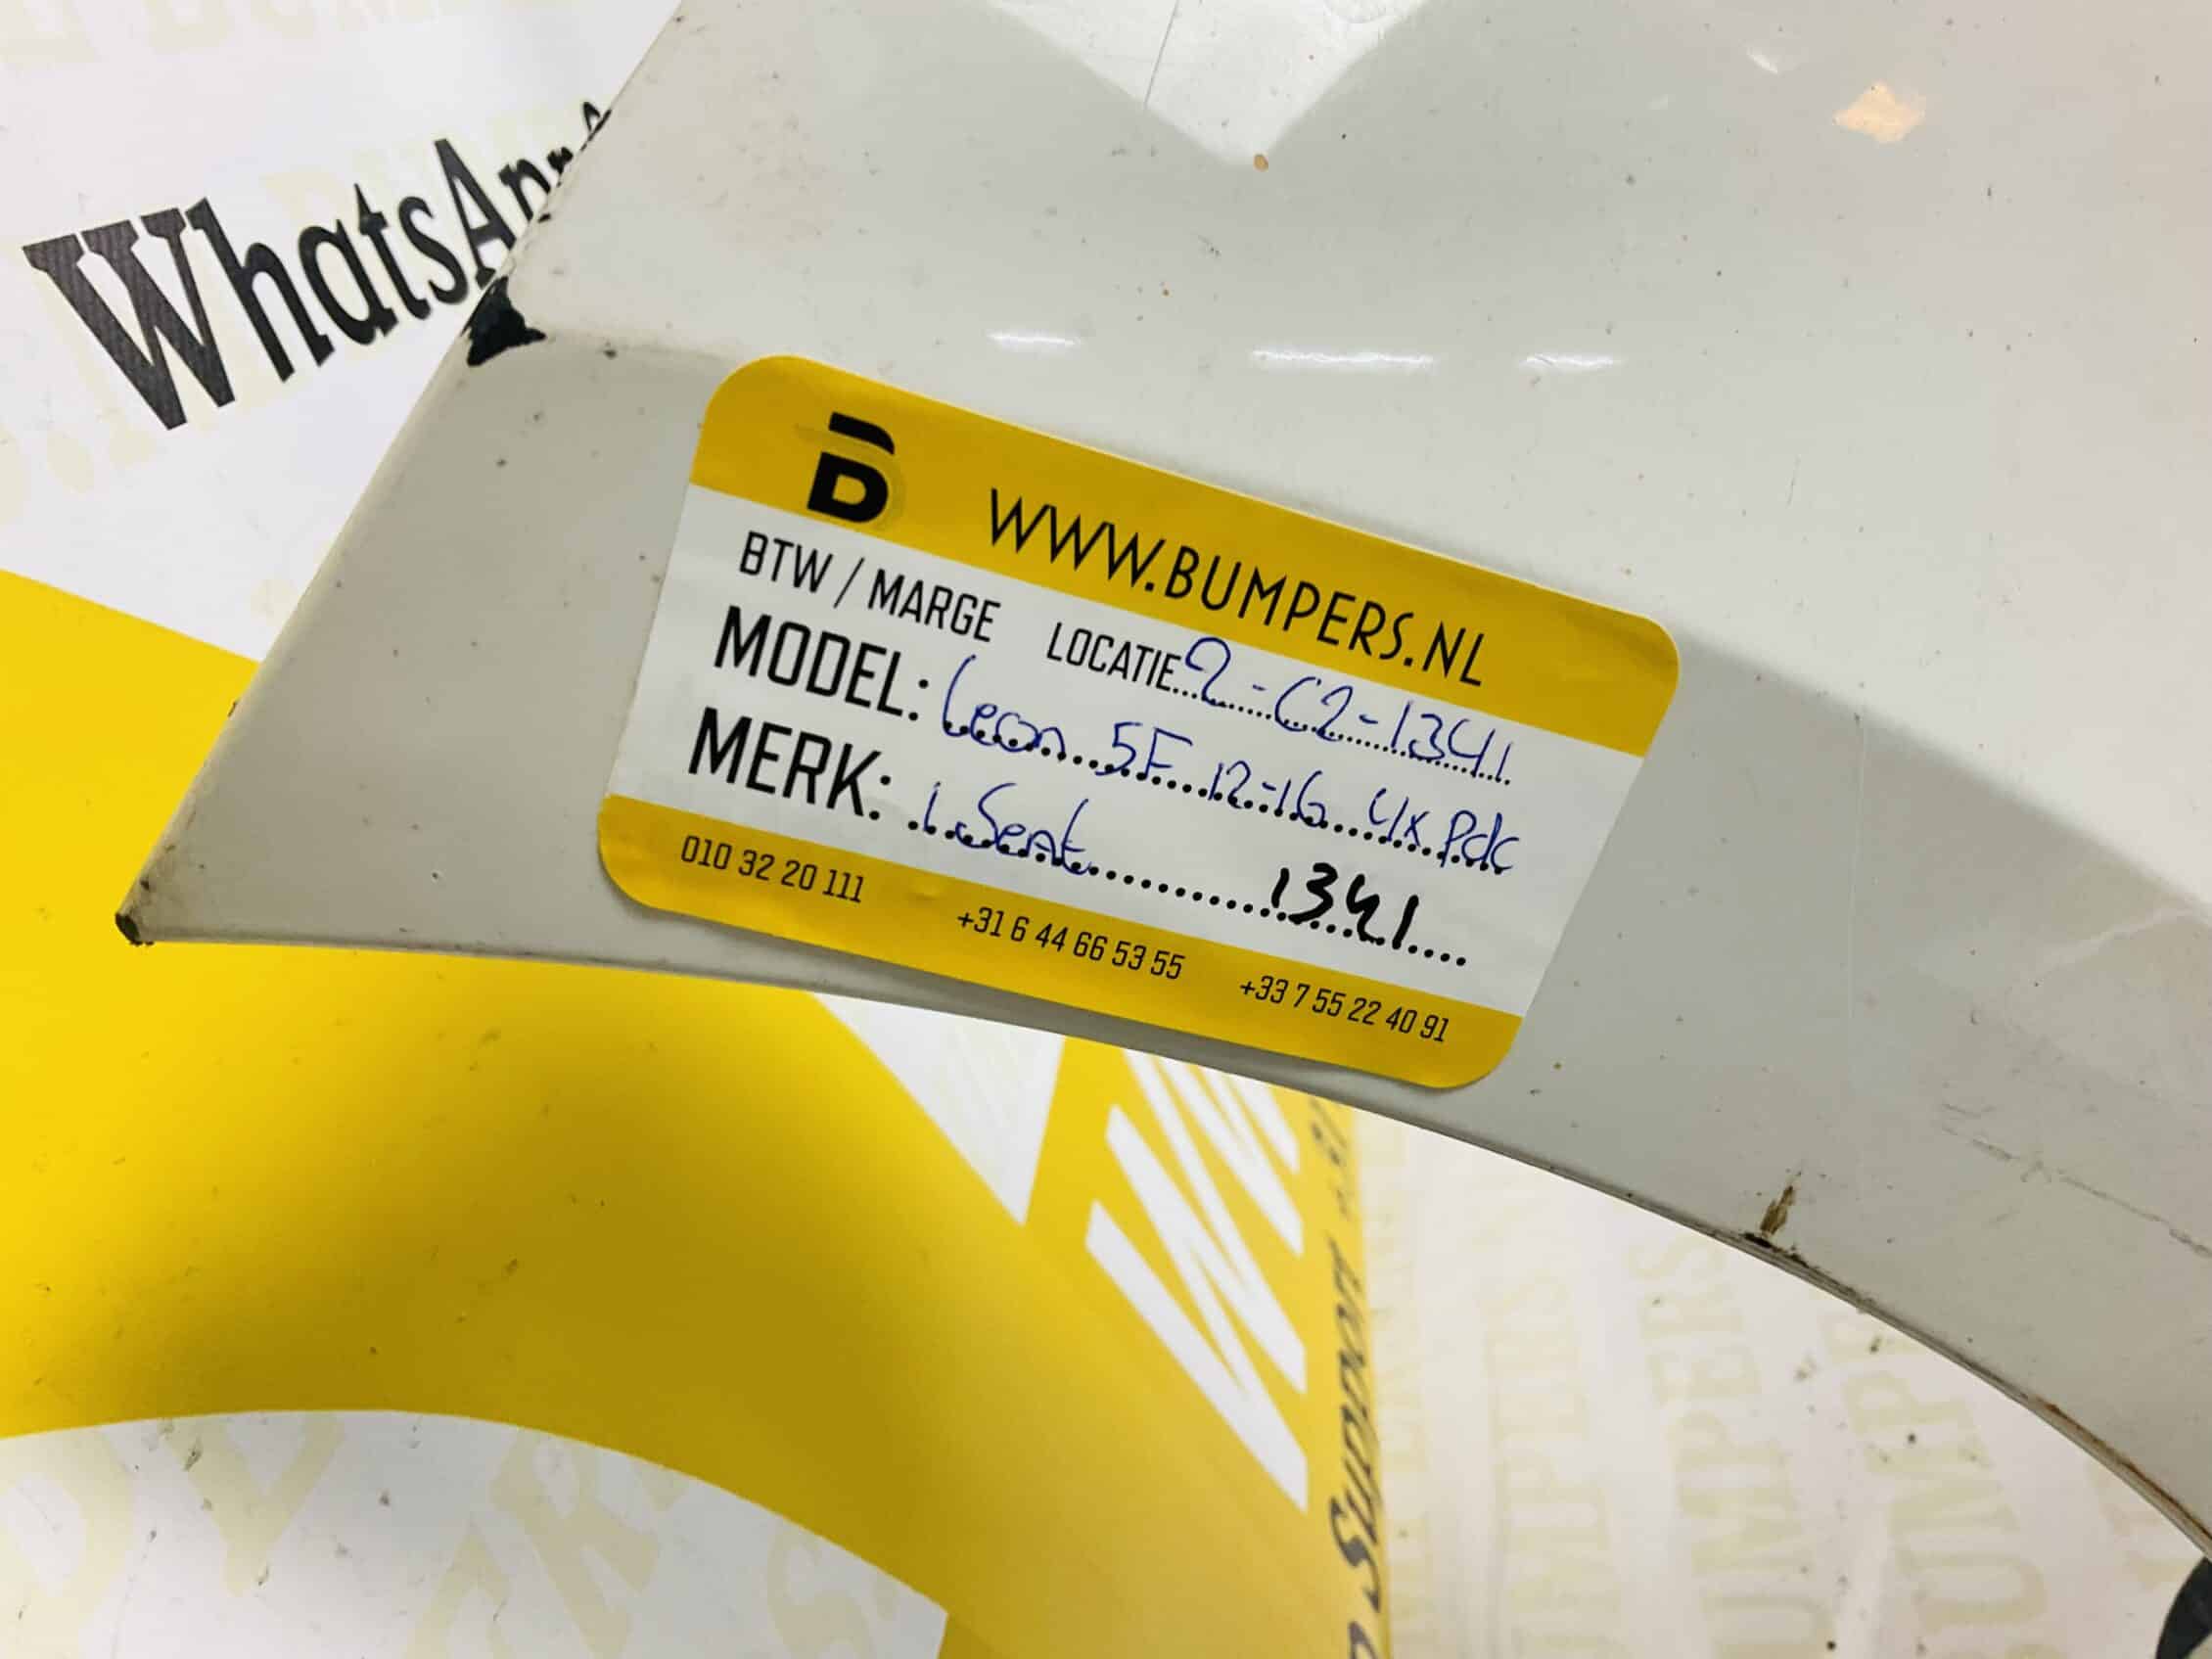 WhatsApp
B WWW.BUMPERS.NL
BTW / MARGE LOCATIE 2-C2-1341
MODEL: Leon 5F 12-16 4x Pdc
MERK: Seat 1341
010 32 20 111 +31 6 44 66 53 55 +33 7 55 22 40 91
Support